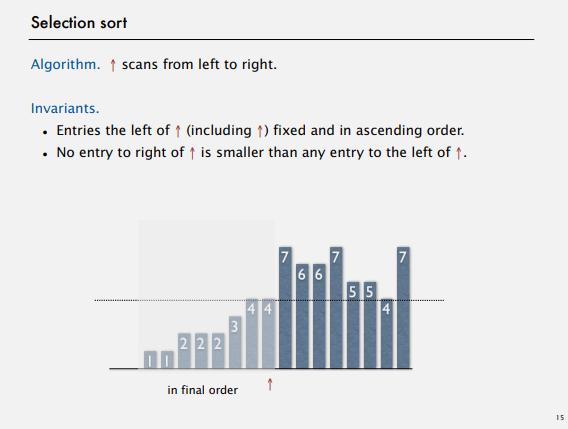 Selection sort
Algorithm. ↑ scans from left to right.
Invariants.
• Entries the left of ↑ (including ↑) fixed and in ascending order.
• No entry to right of ↑ is smaller than any entry to the left of ↑.
1 1 2 2 2 3 4 4 7 6 6 7 5 5 4 7
in final order ↑
15